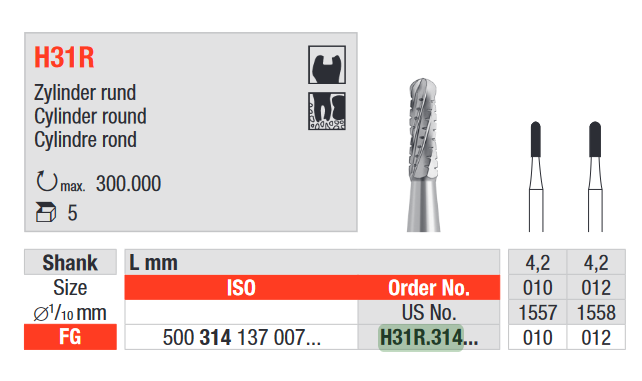 H31R
Zylinder rund
Cylinder round
Cylindre rond
max. 300.000
5
Shank L mm 4,2 4,2
Size ISO Order No. 010 012
∅1/10 mm US No. 1557 1558
FG 500 314 137 007... H31R.314... 010 012